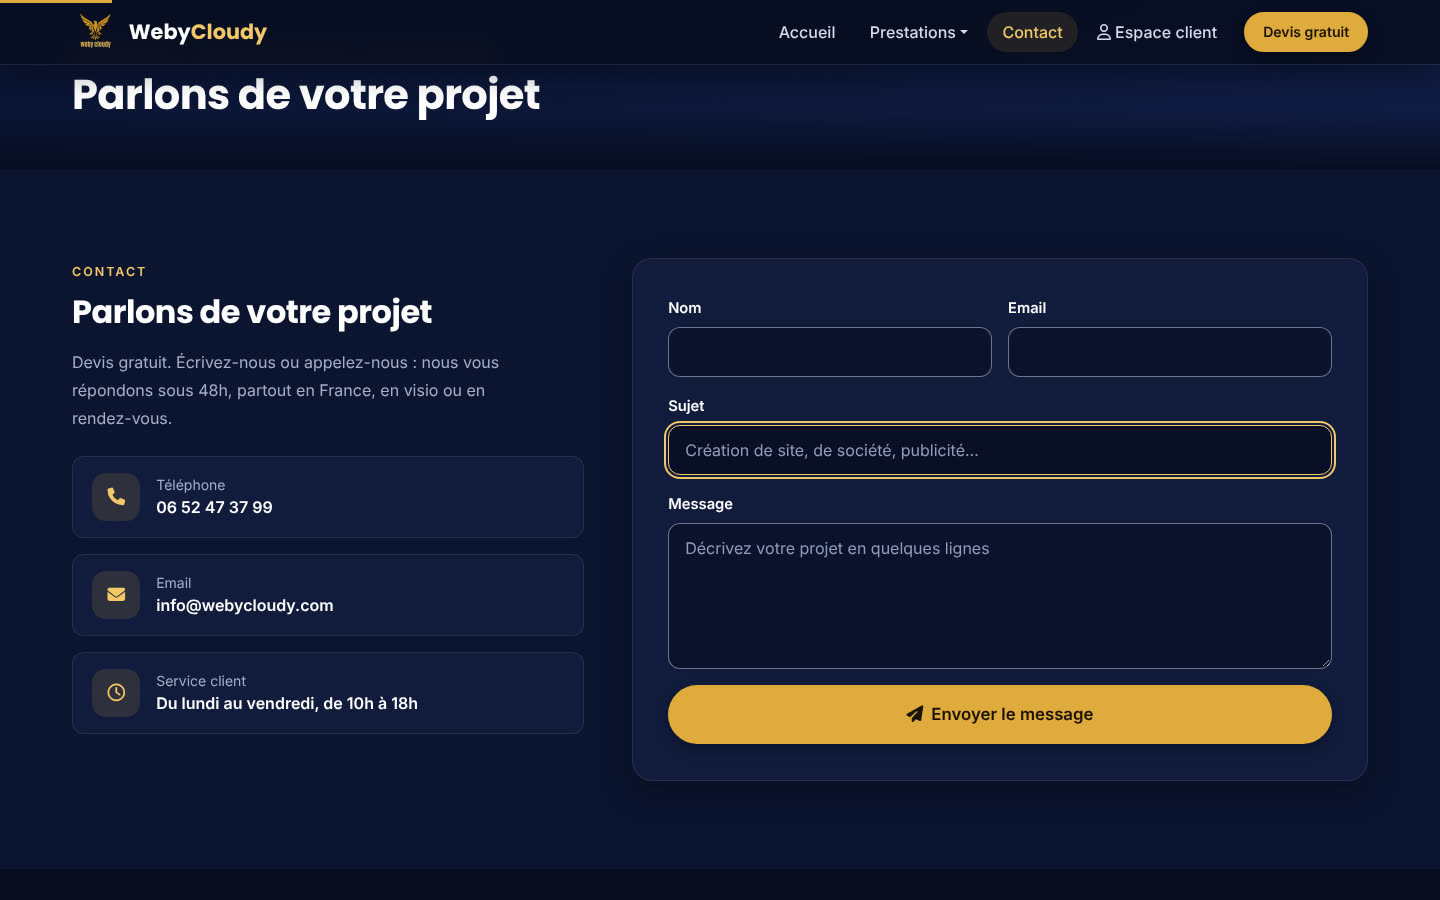 weby cloudy
WebyCloudy
Accueil
Prestations
Contact
Espace client
Devis gratuit
Parlons de votre projet
CONTACT
Parlons de votre projet
Devis gratuit. Écrivez-nous ou appelez-nous : nous vous
répondons sous 48h, partout en France, en visio ou en
rendez-vous.
Téléphone
06 52 47 37 99
Email
info@webycloudy.com
Service client
Du lundi au vendredi, de 10h à 18h
Nom
Email
Sujet
Création de site, de société, publicité...
Message
Décrivez votre projet en quelques lignes
Envoyer le message